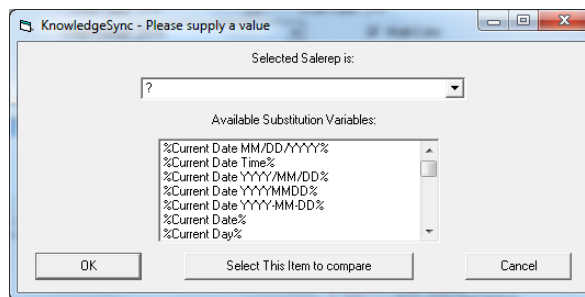 KnowledgeSync - Please supply a value
Selected Salerep is:
?
Available Substitution Variables:
%Current Date MM/DD/YYYY%
%Current Date Time%
%Current Date YYYY/MM/DD%
%Current Date YYYYMMDD%
%Current Date YYYY-MM-DD%
%Current Date%
%Current Day%
OK
Select This Item to compare
Cancel